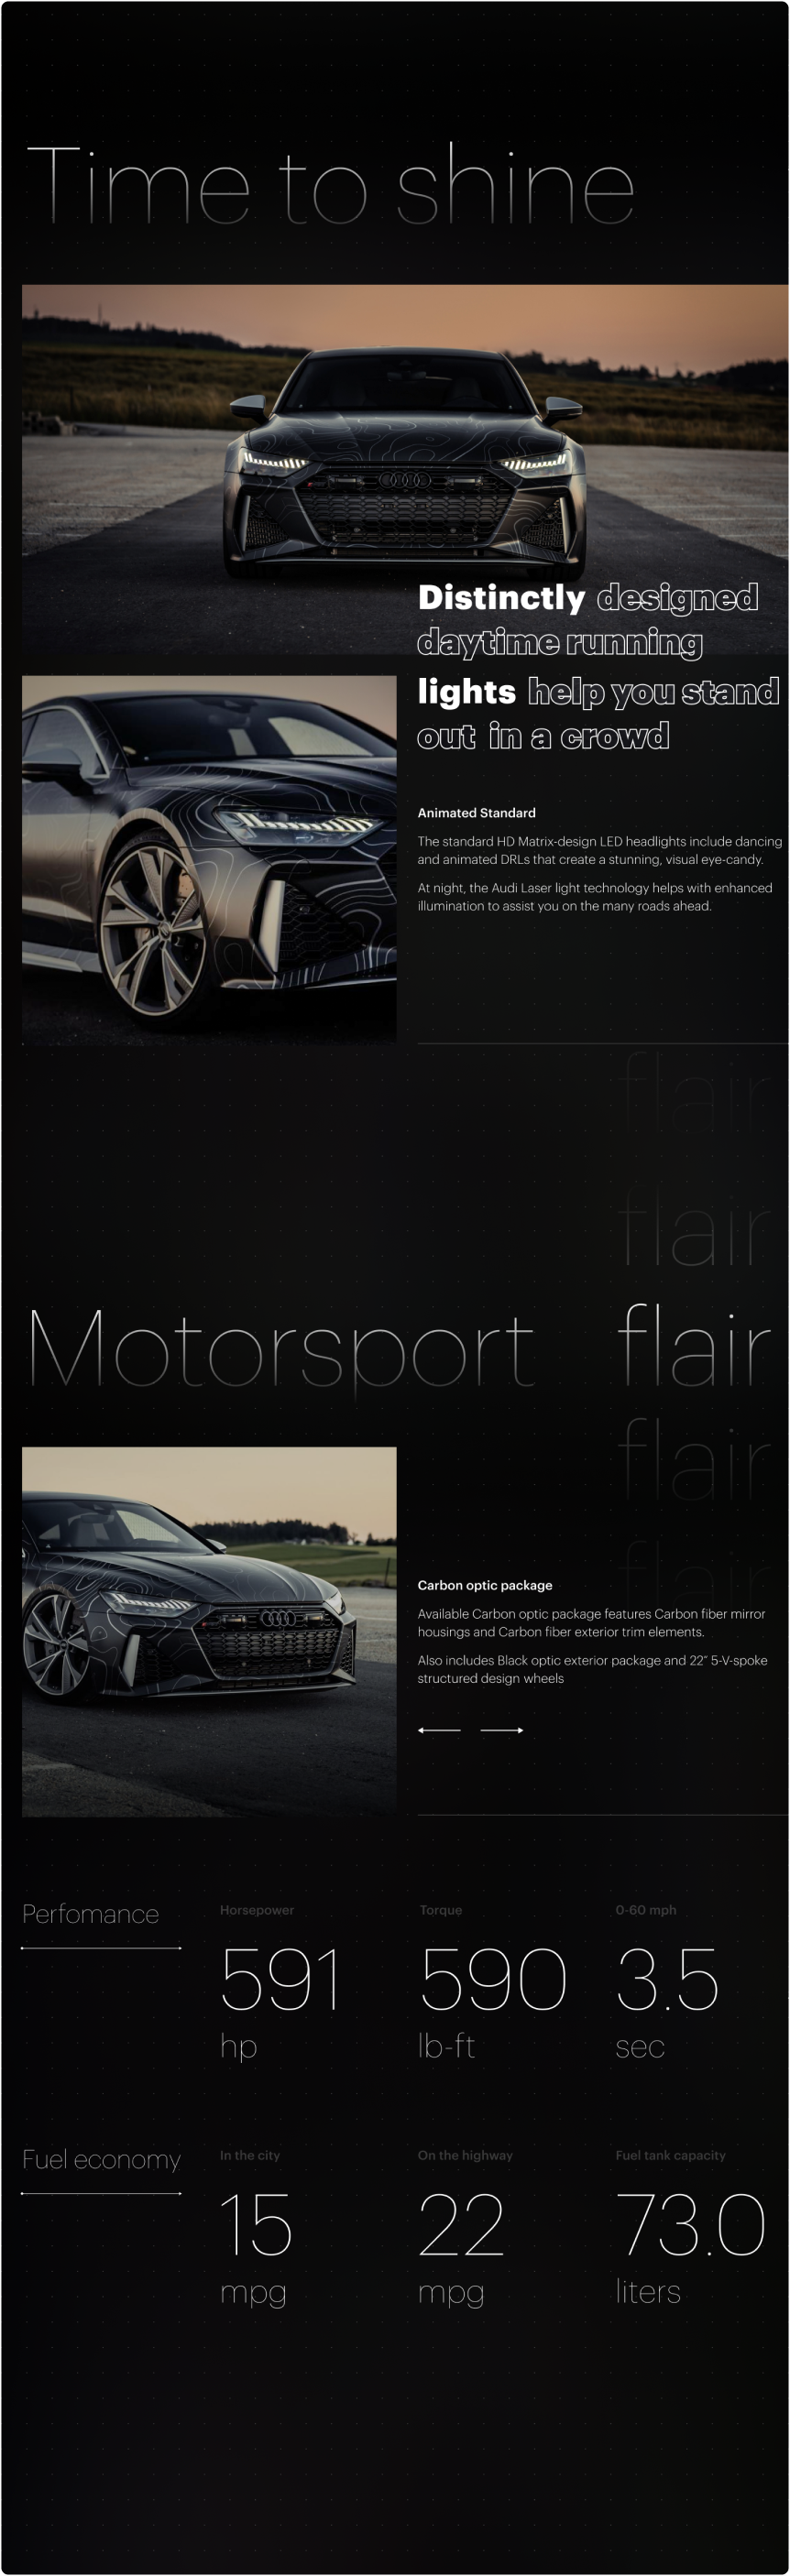 Time to shine
Distinctly designed
daytime running
lights help you stand
out in a crowd
Animated Standard
The standard HD Matrix-design LED headlights include dancing
and animated DRLs that create a stunning, visual eye-candy.
At night, the Audi Laser light technology helps with enhanced
illumination to assist you on the many roads ahead.
flair
flair
Motorsport flair
flair
flair
Carbon optic package
Available Carbon optic package features Carbon fiber mirror
housings and Carbon fiber exterior trim elements.
Also includes Black optic exterior package and 22" 5-V-spoke
structured design wheels
Perfomance
Horsepower
591
hp
Torque
590
lb-ft
0-60 mph
3.5
sec
Fuel economy
In the city
15
mpg
On the highway
22
mpg
Fuel tank capacity
73.0
liters